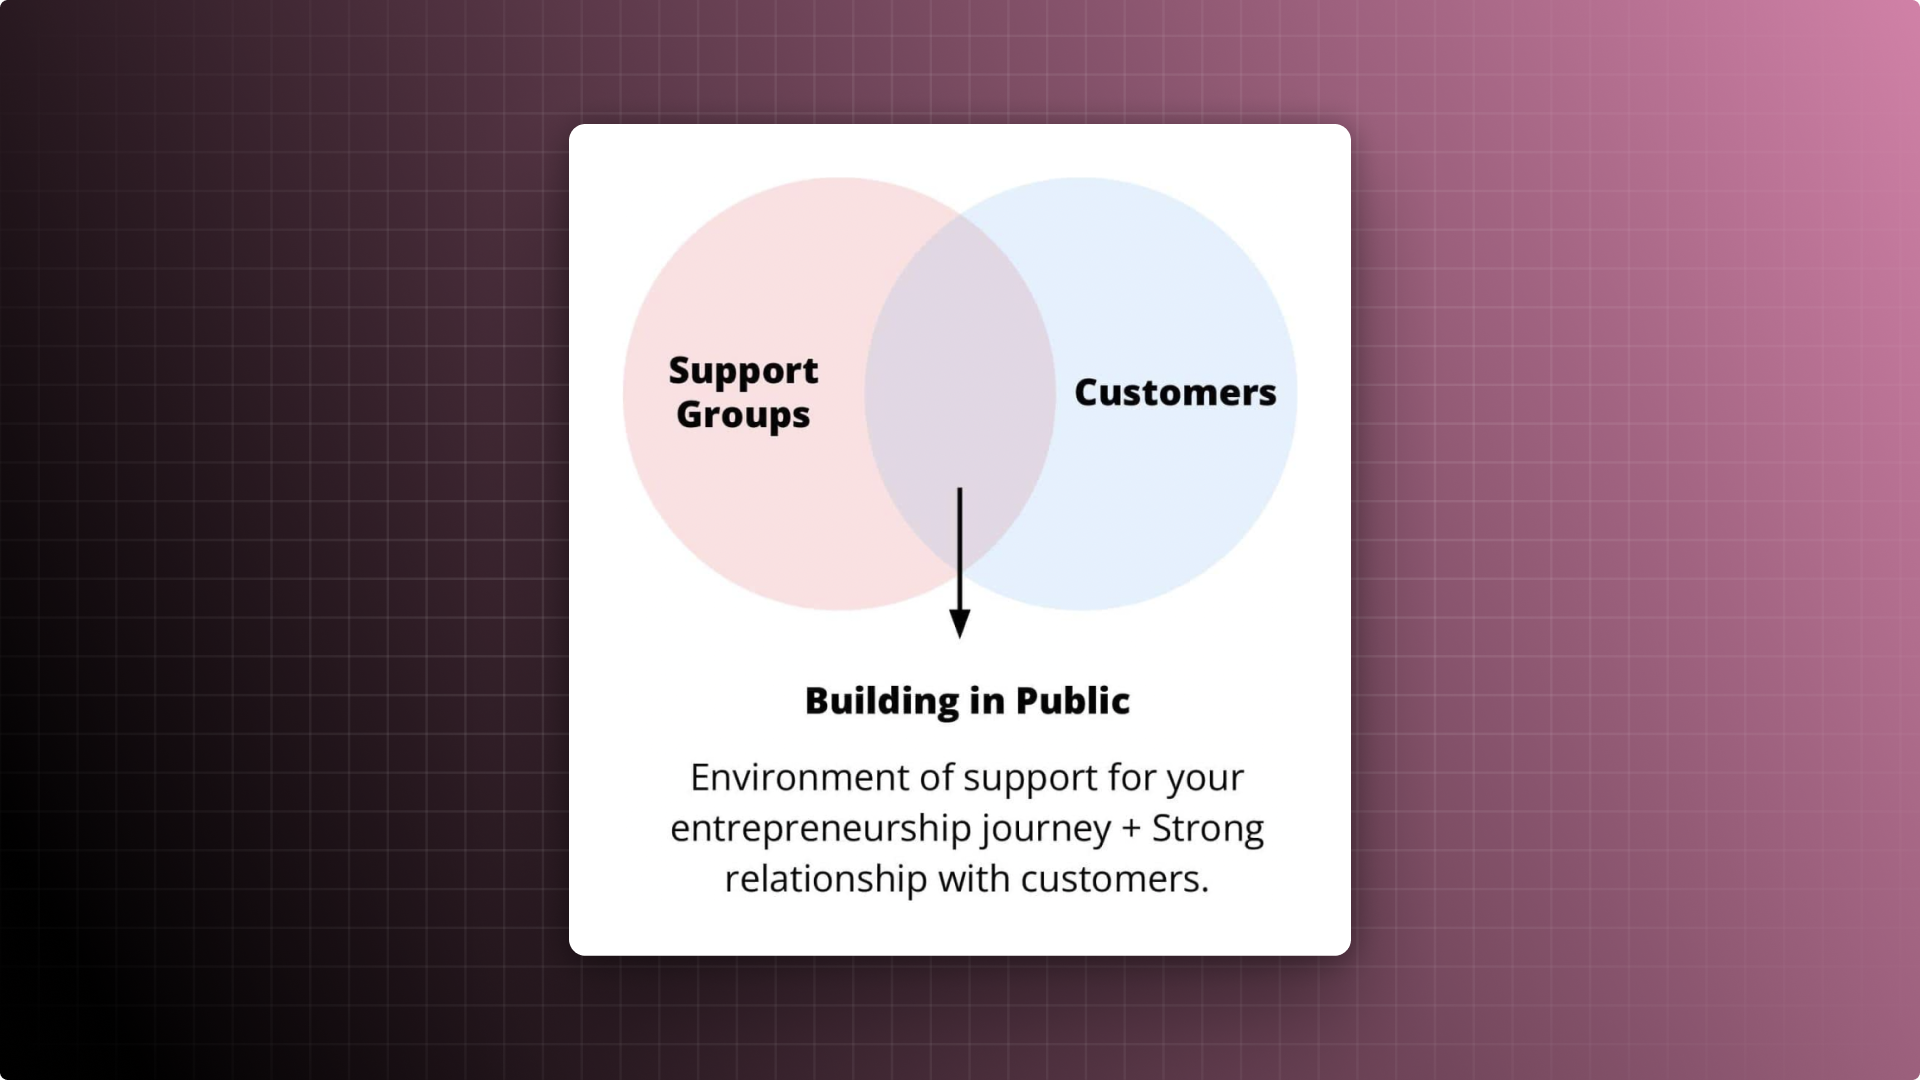 Support
Groups
Customers
Building in Public
Environment of support for your
entrepreneurship journey + Strong
relationship with customers.